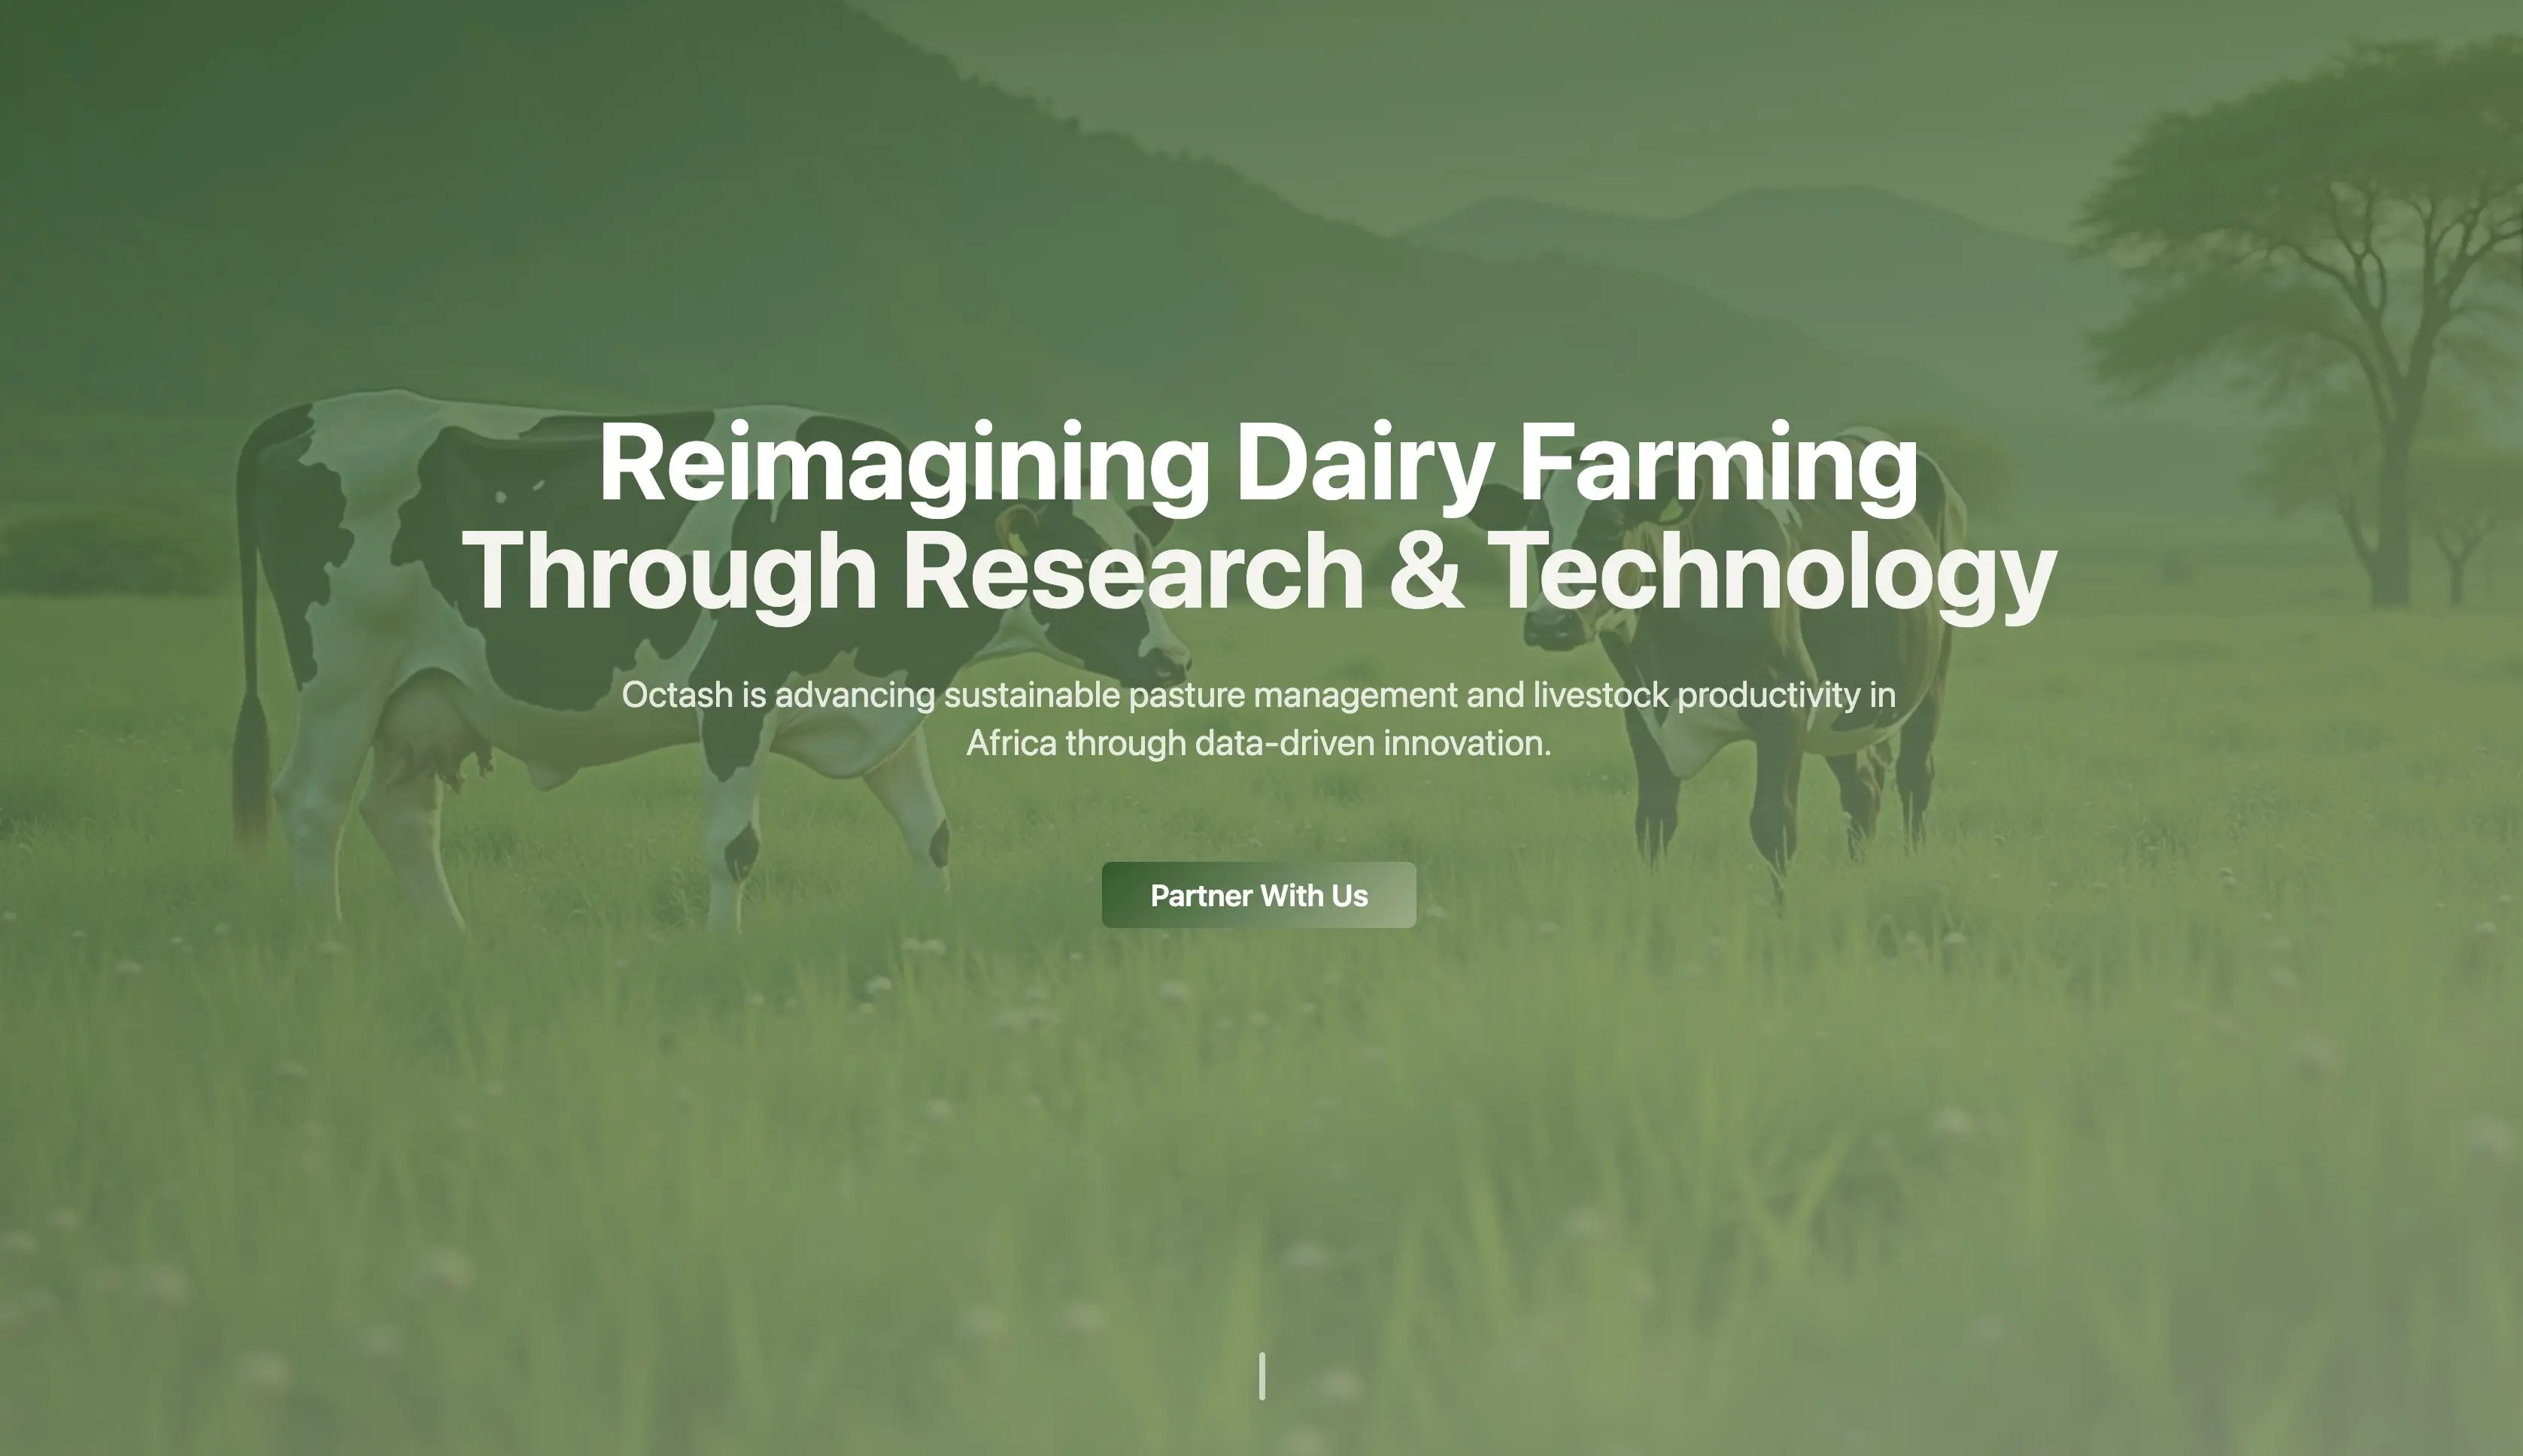 Reimagining Dairy Farming
Through Research & Technology
Octash is advancing sustainable pasture management and livestock productivity in
Africa through data-driven innovation.
Partner With Us